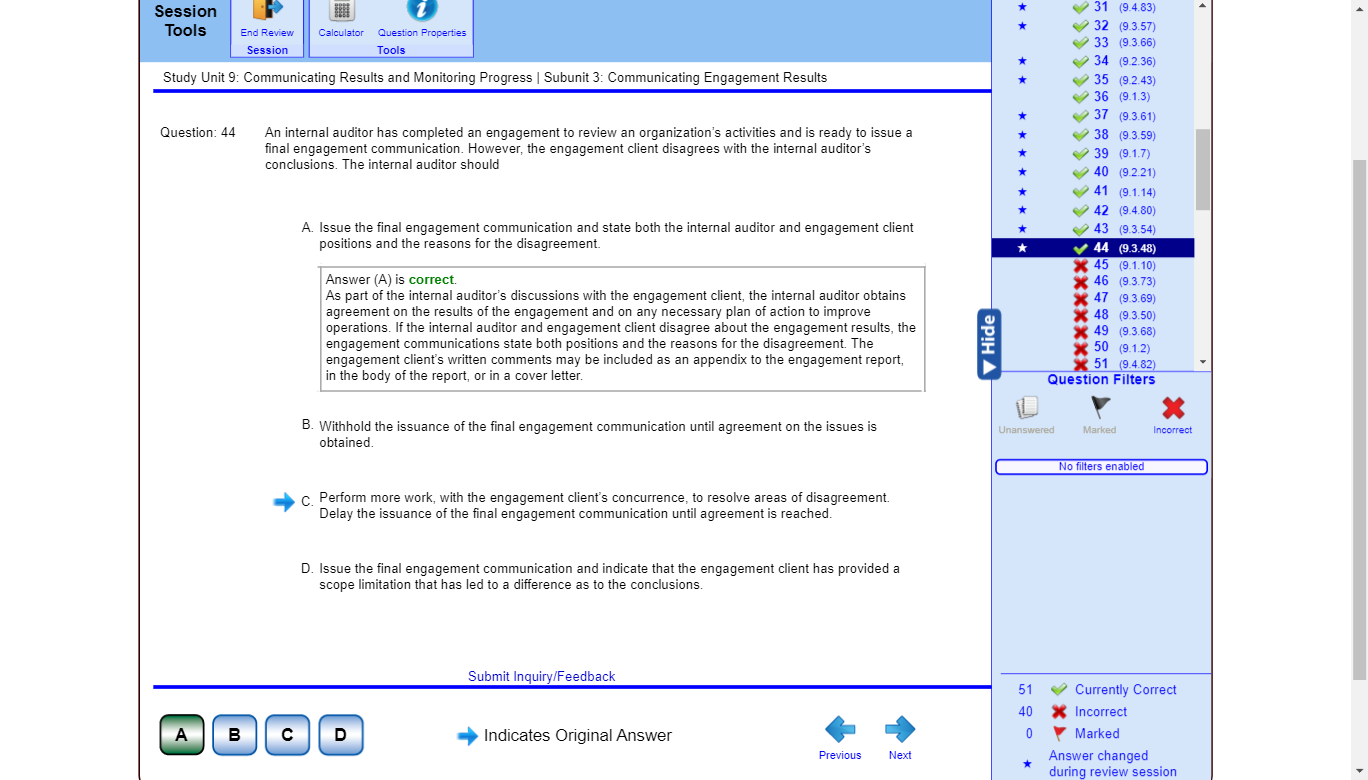 Session
Tools
End Review
Session
Calculator
Question Properties
Tools
Study Unit 9: Communicating Results and Monitoring Progress | Subunit 3: Communicating Engagement Results
Question: 44
An internal auditor has completed an engagement to review an organization's activities and is ready to issue a
final engagement communication. However, the engagement client disagrees with the internal auditor's
conclusions. The internal auditor should
A. Issue the final engagement communication and state both the internal auditor and engagement client
positions and the reasons for the disagreement.
Answer (A) is correct.
As part of the internal auditor's discussions with the engagement client, the internal auditor obtains
agreement on the results of the engagement and on any necessary plan of action to improve
operations. If the internal auditor and engagement client disagree about the engagement results, the
engagement communications state both positions and the reasons for the disagreement. The
engagement client's written comments may be included as an appendix to the engagement report,
in the body of the report, or in a cover letter.
B. Withhold the issuance of the final engagement communication until agreement on the issues is
obtained.
C. Perform more work, with the engagement client's concurrence, to resolve areas of disagreement.
Delay the issuance of the final engagement communication until agreement is reached.
D. Issue the final engagement communication and indicate that the engagement client has provided a
scope limitation that has led to a difference as to the conclusions.
Submit Inquiry/Feedback
A B C D
Indicates Original Answer
Previous
Next
31 (9.4.83)
32 (9.3.57)
33 (9.3.66)
34 (9.2.36)
35 (9.2.43)
36 (9.1.3)
37 (9.3.61)
38 (9.3.59)
39 (9.1.7)
40 (9.2.21)
41 (9.1.14)
42 (9.4.80)
43 (9.3.54)
44 (9.3.48)
45 (9.1.10)
46 (9.3.73)
47 (9.3.69)
48 (9.3.50)
49 (9.3.68)
50 (9.1.2)
51 (9.4.82)
Hide
Question Filters
Unanswered
Marked
Incorrect
No filters enabled
51 Currently Correct
40 Incorrect
0 Marked
Answer changed
during review session